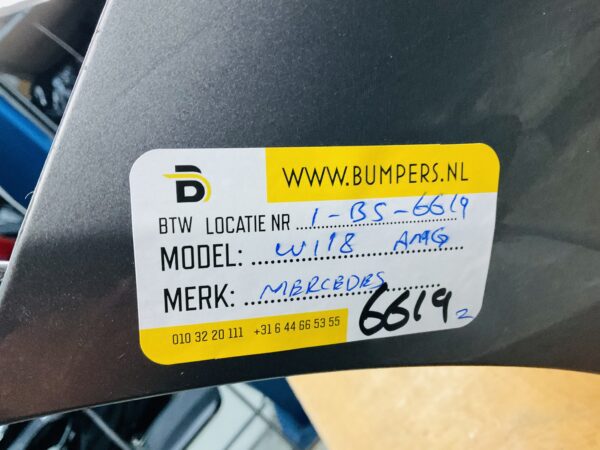 WWW.BUMPERS.NL
BTW LOCATIE NR 1-BS-6619
MODEL: W118 AMG
MERK: MERCEDES
010 32 20 111 +31 6 44 66 53 55
6619 2